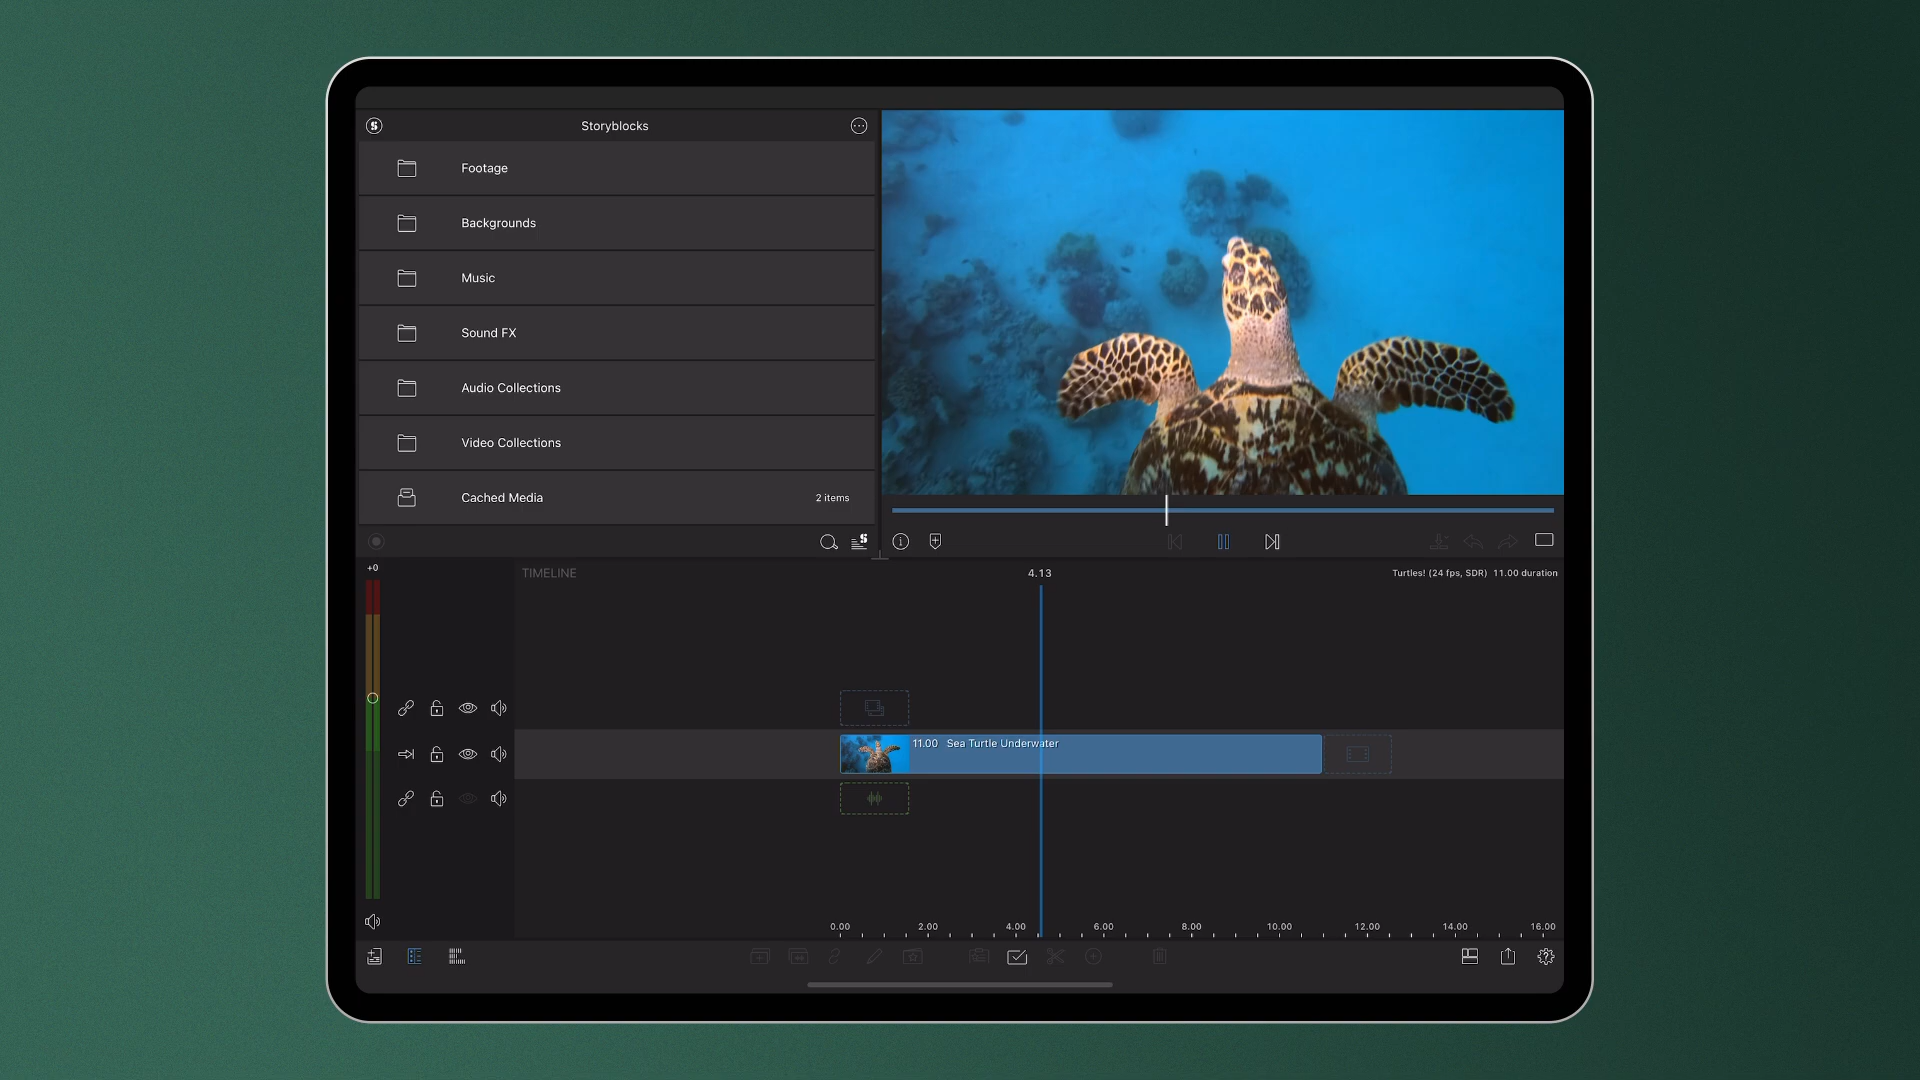 Storyblocks
Footage
Backgrounds
Music
Sound FX
Audio Collections
Video Collections
Cached Media 2 items
+0
TIMELINE 4.13 Turtles! (24 fps, SDR) 11.00 duration
11.00 Sea Turtle Underwater
0.00 2.00 4.00 6.00 8.00 10.00 12.00 14.00 16.00